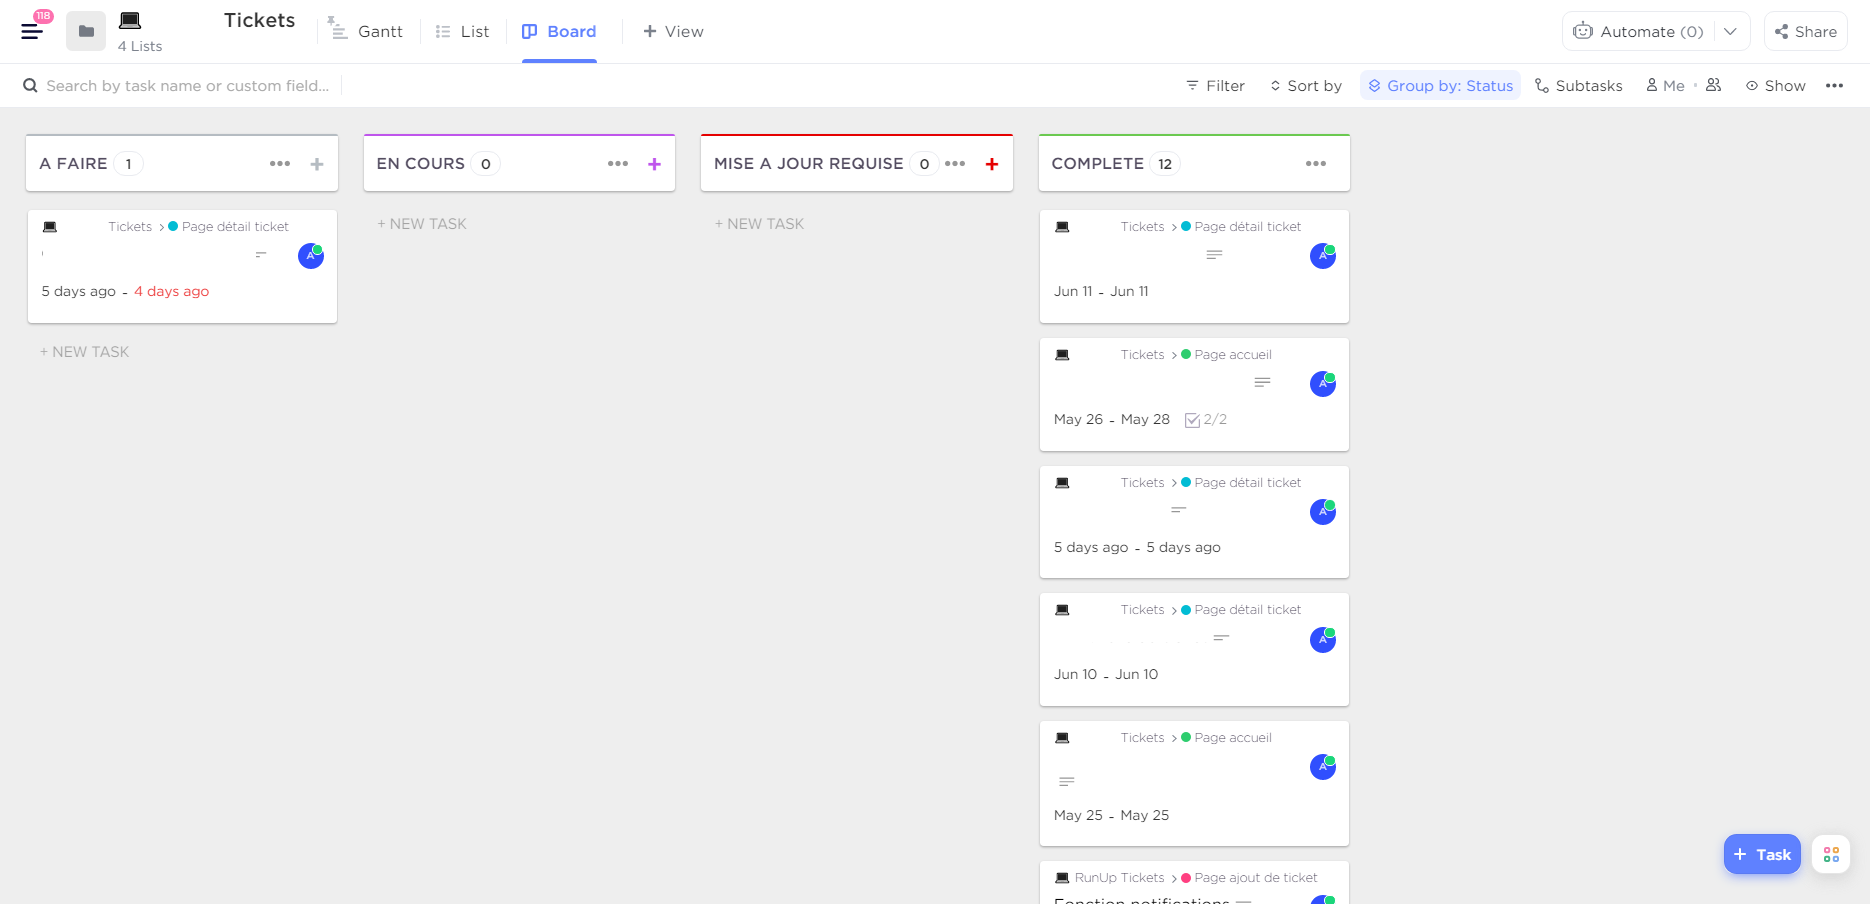 118
4 Lists
Tickets
Gantt
List
Board
+ View
Automate (0)
Share
Search by task name or custom field...
Filter
Sort by
Group by: Status
Subtasks
Me
Show
A FAIRE 1
EN COURS 0
MISE A JOUR REQUISE 0
COMPLETE 12
Tickets > Page détail ticket
A
5 days ago - 4 days ago
+ NEW TASK
+ NEW TASK
+ NEW TASK
Tickets > Page détail ticket
A
Jun 11 - Jun 11
Tickets > Page accueil
A
May 26 - May 28 2/2
Tickets > Page détail ticket
A
5 days ago - 5 days ago
Tickets > Page détail ticket
A
Jun 10 - Jun 10
Tickets > Page accueil
A
May 25 - May 25
RunUp Tickets > Page ajout de ticket
Fonction notifications
+ Task